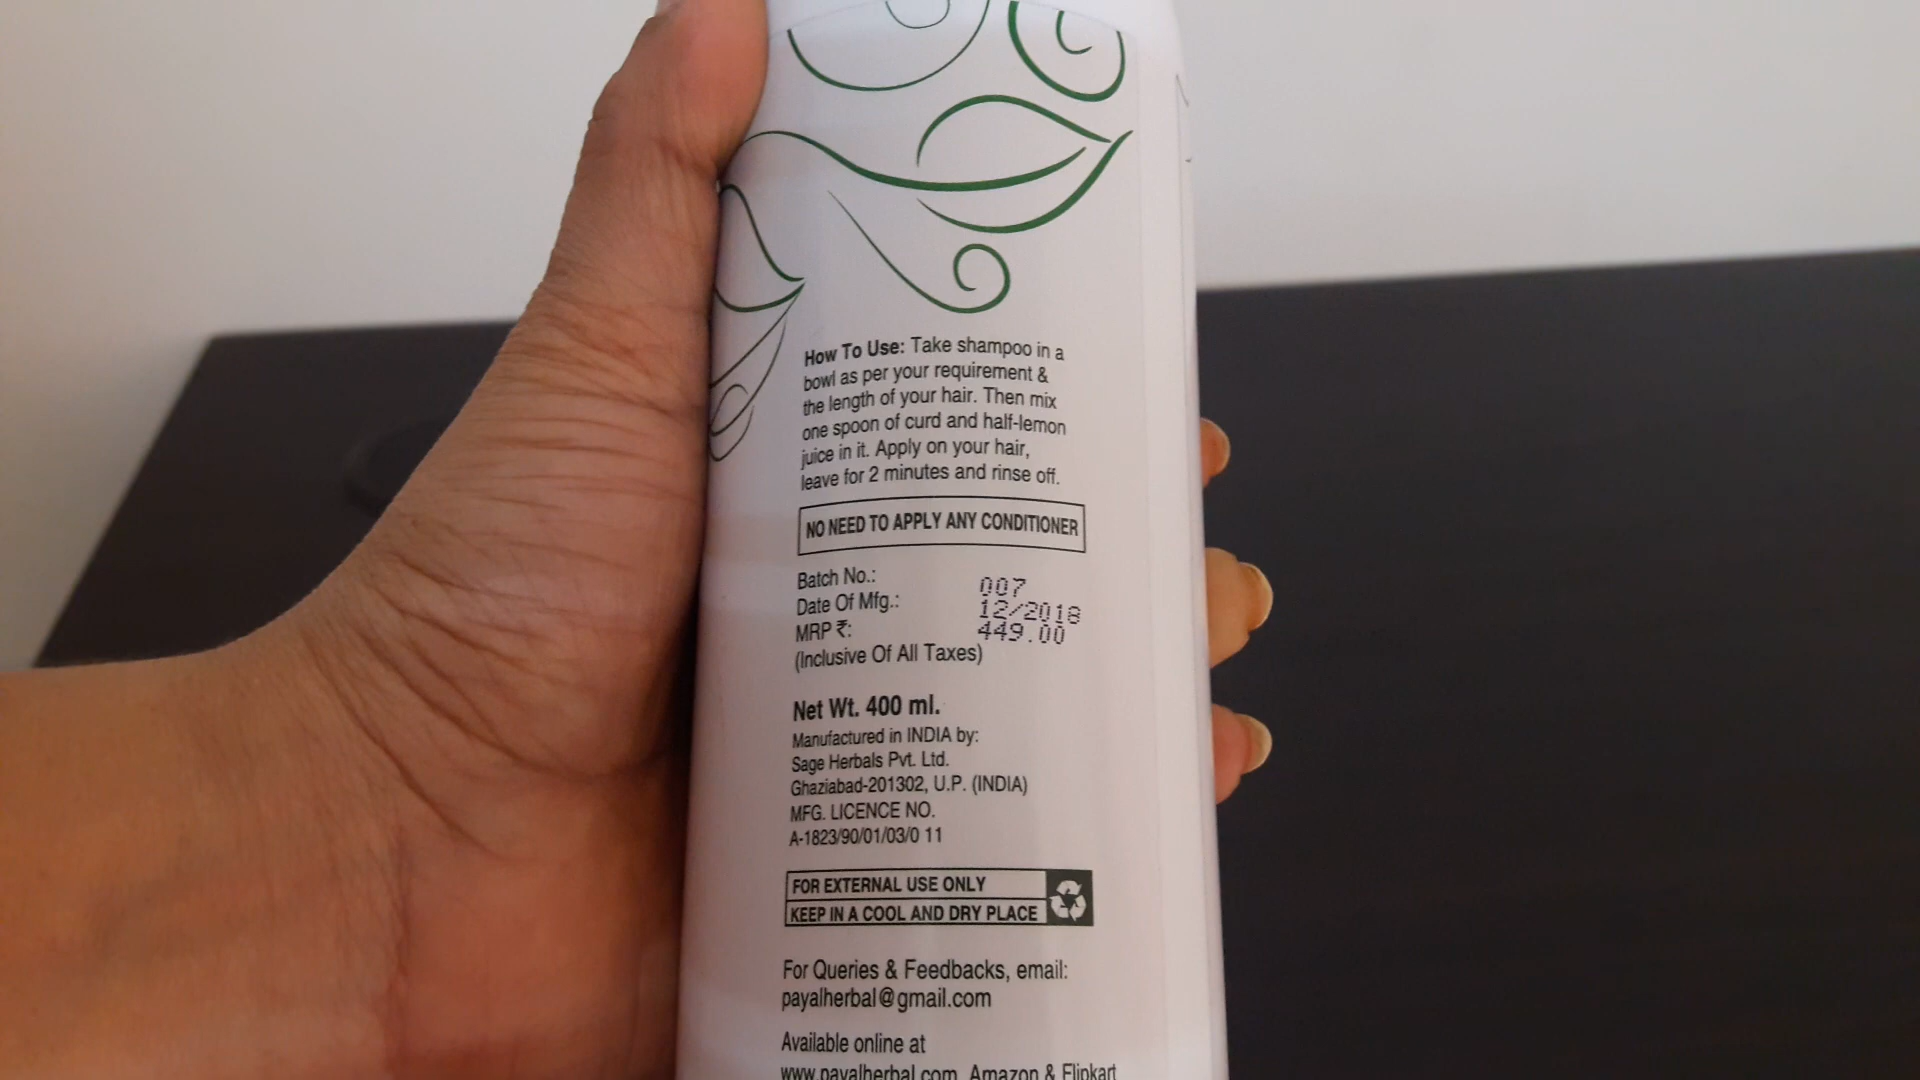 How To Use: Take shampoo in a
bowl as per your requirement &
the length of your hair. Then mix
one spoon of curd and half-lemon
juice in it. Apply on your hair,
leave for 2 minutes and rinse off.
NO NEED TO APPLY ANY CONDITIONER
Batch No.: 007
Date Of Mfg.: 12/2018
MRP ₹: 449.00
(Inclusive Of All Taxes)
Net Wt. 400 ml.
Manufactured in INDIA by:
Sage Herbals Pvt. Ltd.
Ghaziabad-201302, U.P. (INDIA)
MFG. LICENCE NO.
A-1823/90/01/03/0 11
FOR EXTERNAL USE ONLY
KEEP IN A COOL AND DRY PLACE
For Queries & Feedbacks, email:
payalherbal@gmail.com
Available online at
www.payalherbal.com, Amazon & Flipkart